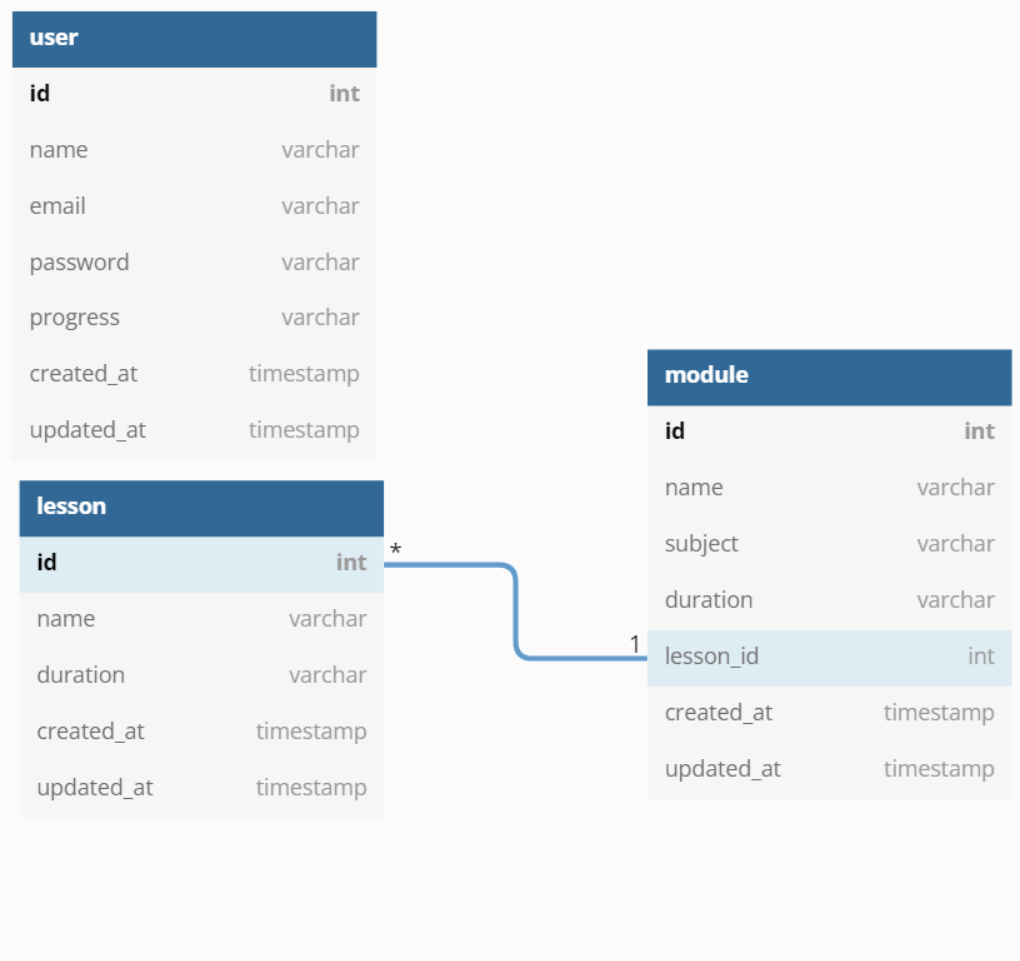 user
id int
name varchar
email varchar
password varchar
progress varchar
created_at timestamp
updated_at timestamp
lesson
id int
name varchar
duration varchar
created_at timestamp
updated_at timestamp
*
1
module
id int
name varchar
subject varchar
duration varchar
lesson_id int
created_at timestamp
updated_at timestamp